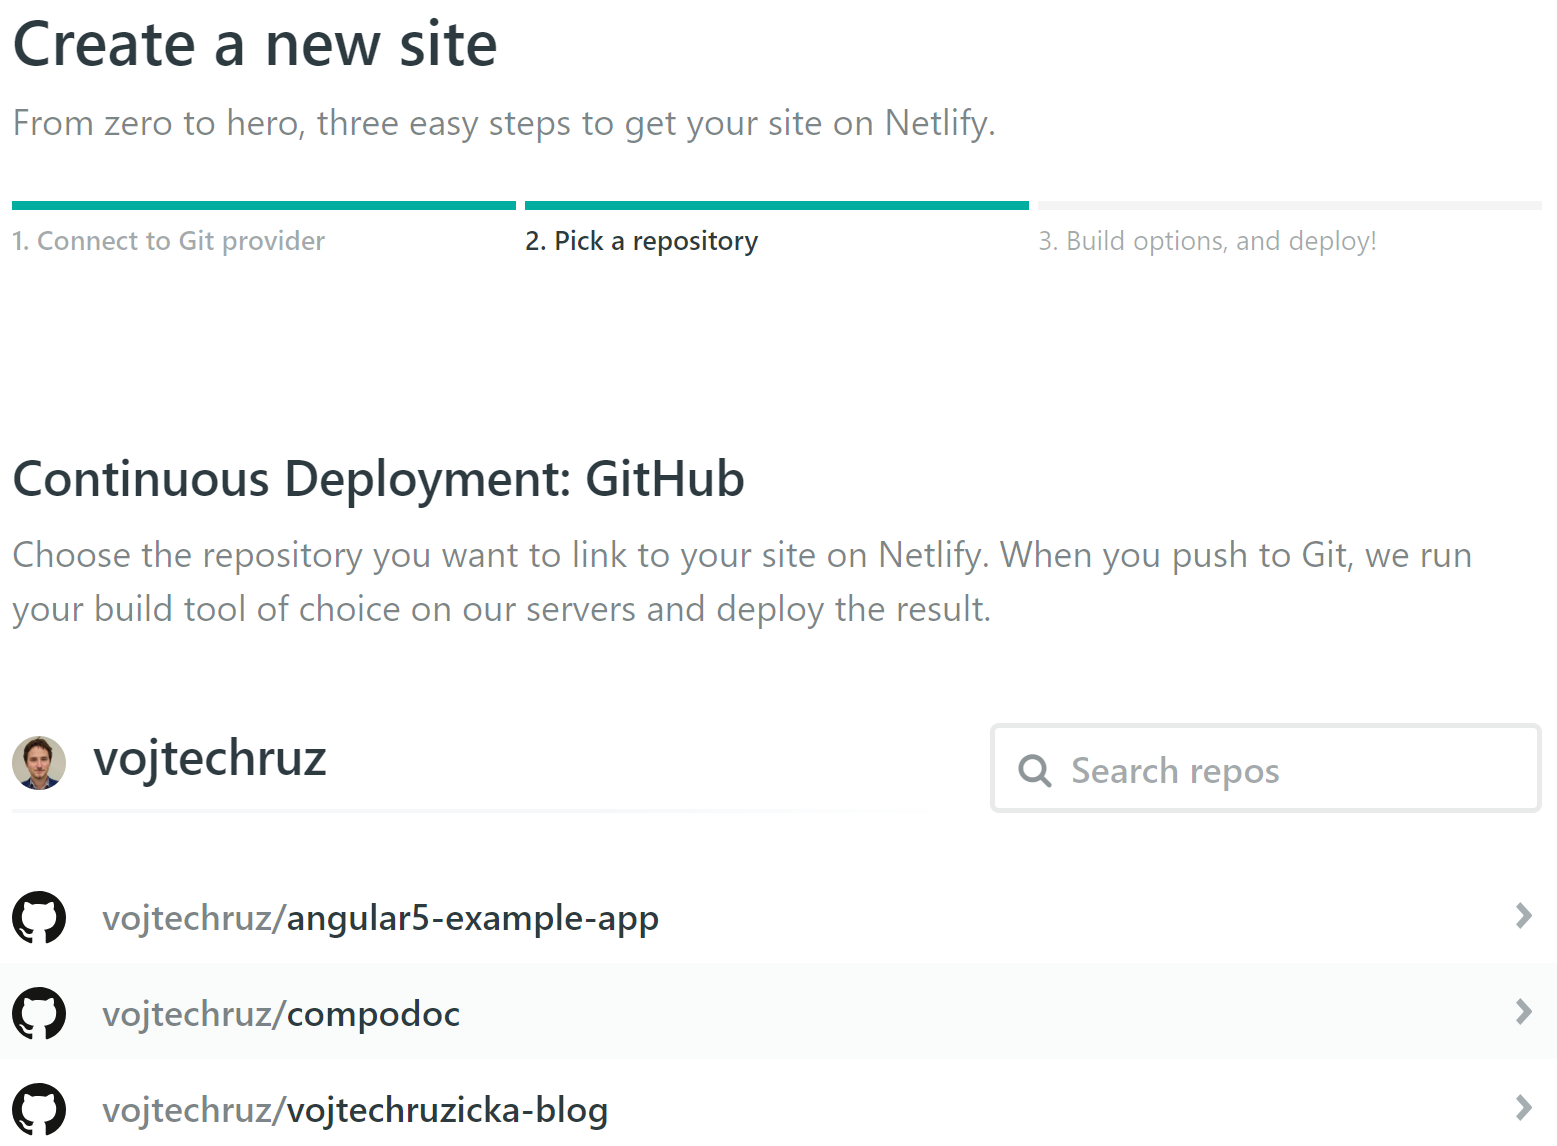 Create a new site
From zero to hero, three easy steps to get your site on Netlify.
1. Connect to Git provider
2. Pick a repository
3. Build options, and deploy!
Continuous Deployment: GitHub
Choose the repository you want to link to your site on Netlify. When you push to Git, we run
your build tool of choice on our servers and deploy the result.
vojtechruz
Search repos
vojtechruz/angular5-example-app
vojtechruz/compodoc
vojtechruz/vojtechruzicka-blog